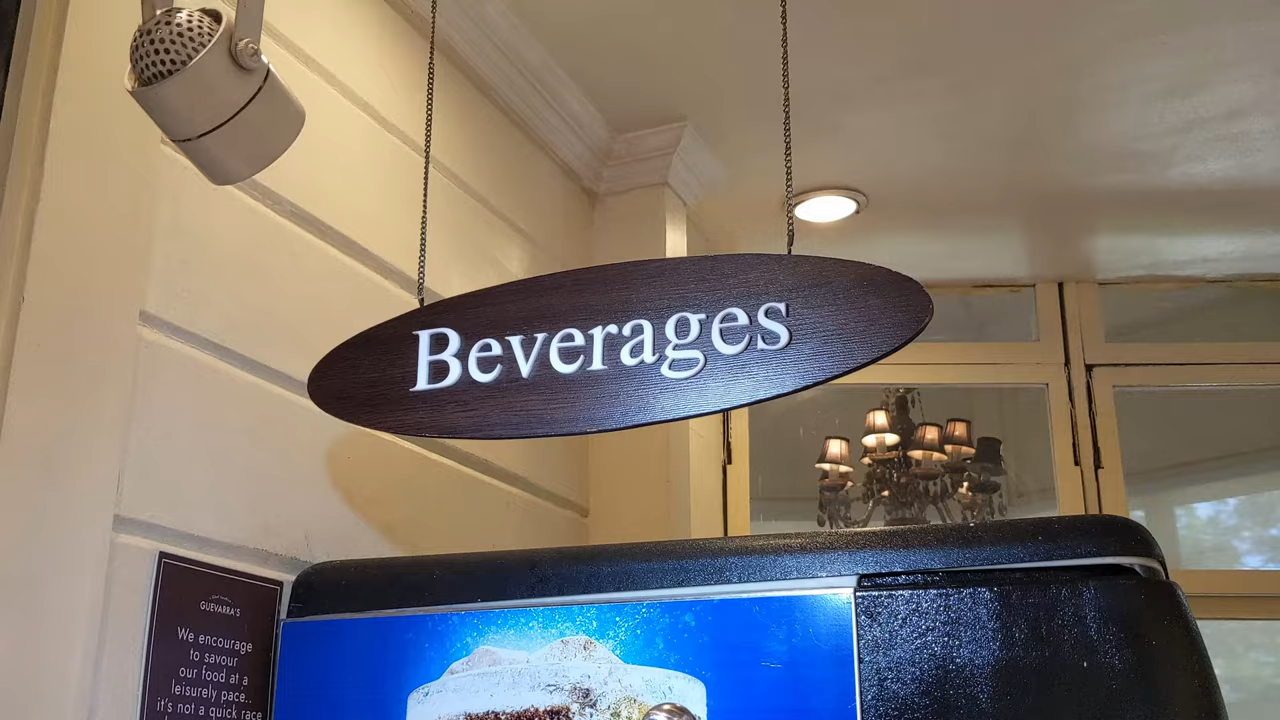 Beverages
GUEVARRA'S
We encourage
to savour
our food at a
leisurely pace..
it's not a quick race